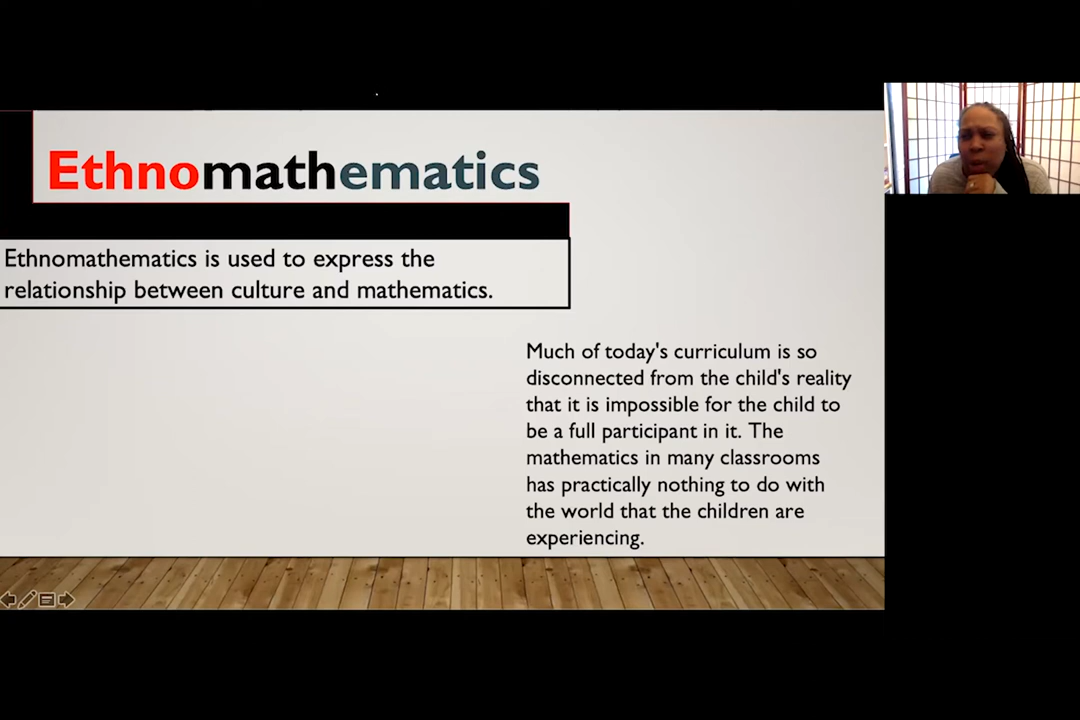 Ethnomathematics
Ethnomathematics is used to express the
relationship between culture and mathematics.
Much of today's curriculum is so
disconnected from the child's reality
that it is impossible for the child to
be a full participant in it. The
mathematics in many classrooms
has practically nothing to do with
the world that the children are
experiencing.